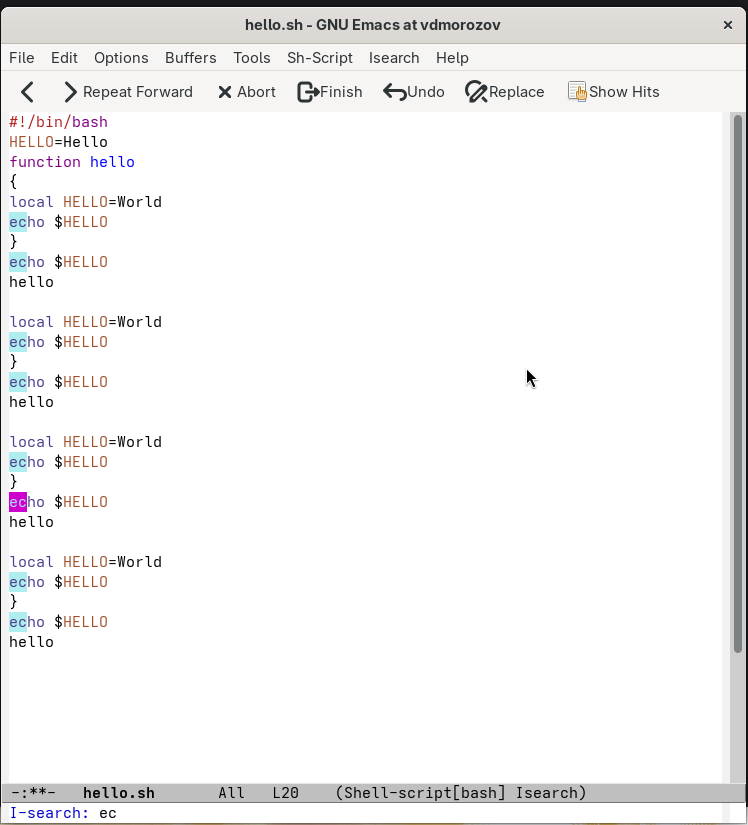 hello.sh - GNU Emacs at vdmorozov
File Edit Options Buffers Tools Sh-Script Isearch Help
Repeat Forward Abort Finish Undo Replace Show Hits
#!/bin/bash
HELLO=Hello
function hello
{
local HELLO=World
echo $HELLO
}
echo $HELLO
hello
local HELLO=World
echo $HELLO
}
echo $HELLO
hello
local HELLO=World
echo $HELLO
}
echo $HELLO
hello
local HELLO=World
echo $HELLO
}
echo $HELLO
hello
-:**- hello.sh All L20 (Shell-script[bash] Isearch)
I-search: ec